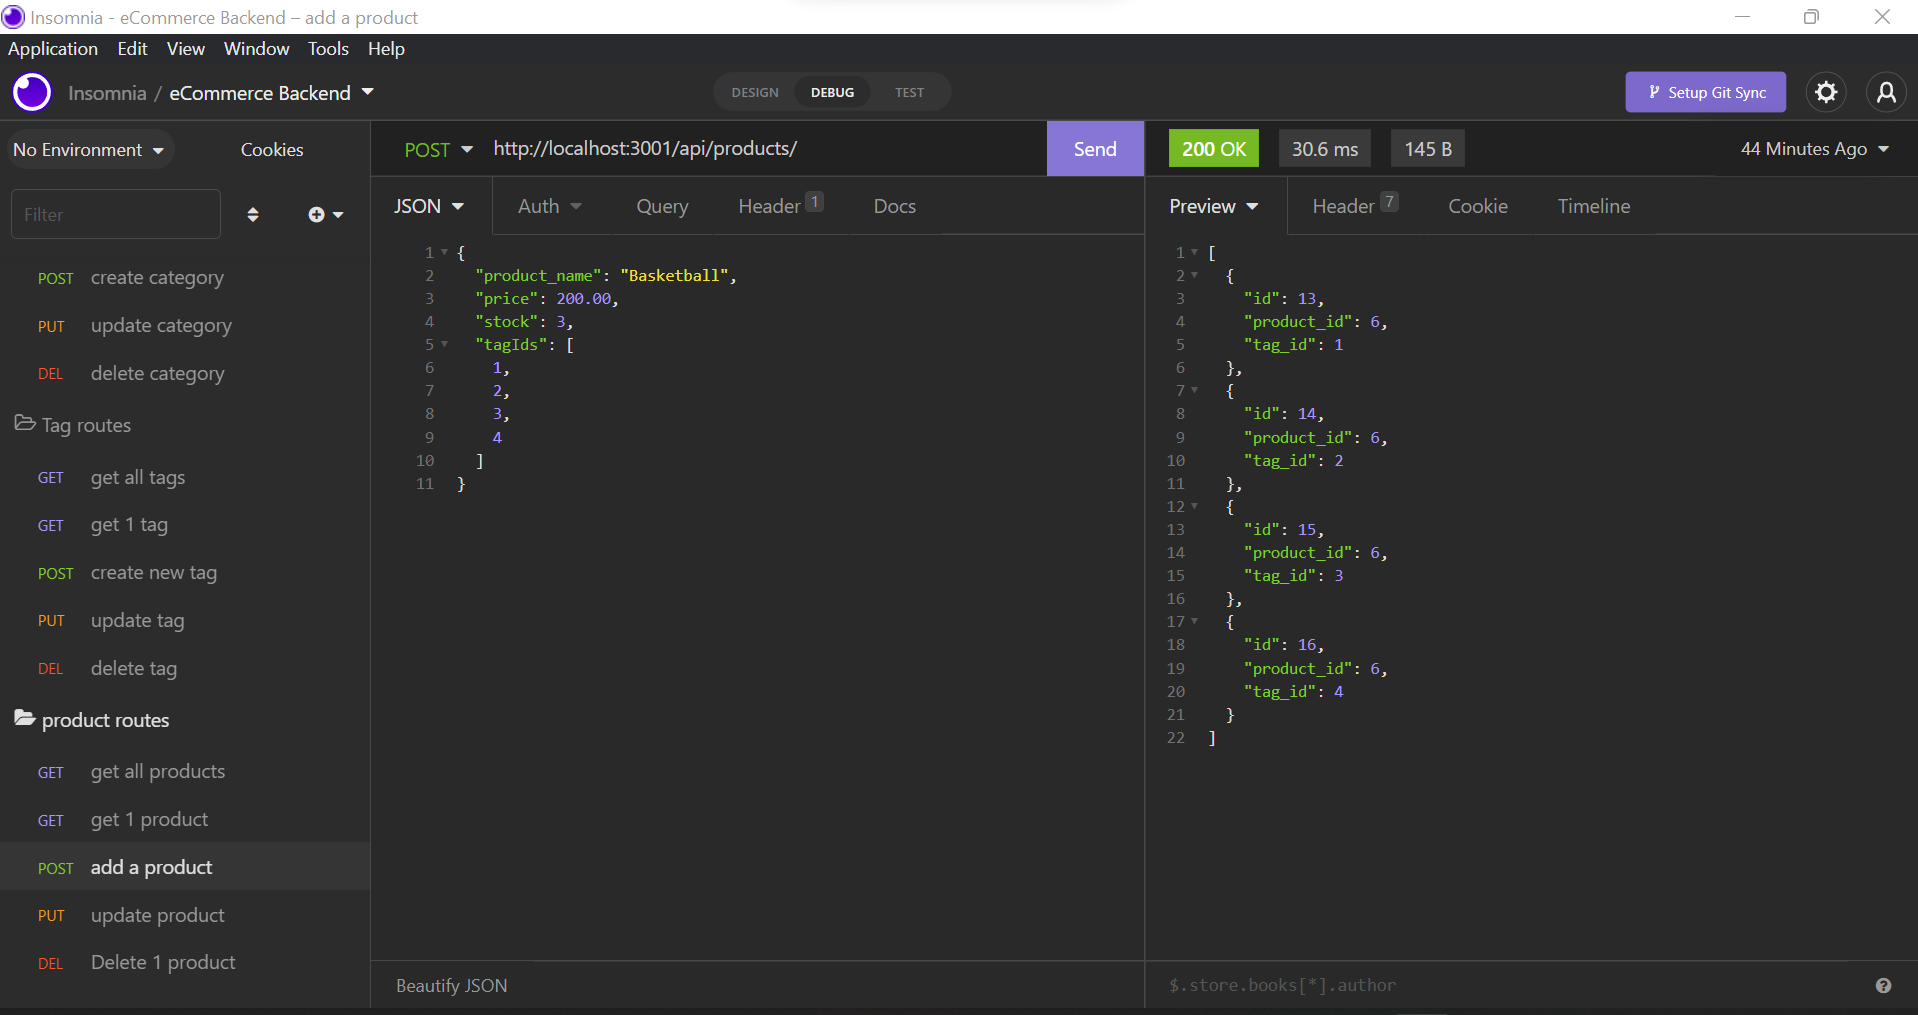 Insomnia - eCommerce Backend – add a product
Application Edit View Window Tools Help
Insomnia / eCommerce Backend
DESIGN DEBUG TEST
Setup Git Sync
No Environment
Cookies
Filter
POST create category
PUT update category
DEL delete category
Tag routes
GET get all tags
GET get 1 tag
POST create new tag
PUT update tag
DEL delete tag
product routes
GET get all products
GET get 1 product
POST add a product
PUT update product
DEL Delete 1 product
POST http://localhost:3001/api/products/ Send
JSON Auth Query Header 1 Docs
1 {
2 "product_name": "Basketball",
3 "price": 200.00,
4 "stock": 3,
5 "tagIds": [
6 1,
7 2,
8 3,
9 4
10 ]
11 }
Beautify JSON
200 OK 30.6 ms 145 B 44 Minutes Ago
Preview Header 7 Cookie Timeline
1 [
2 {
3 "id": 13,
4 "product_id": 6,
5 "tag_id": 1
6 },
7 {
8 "id": 14,
9 "product_id": 6,
10 "tag_id": 2
11 },
12 {
13 "id": 15,
14 "product_id": 6,
15 "tag_id": 3
16 },
17 {
18 "id": 16,
19 "product_id": 6,
20 "tag_id": 4
21 }
22 ]
$.store.books[*].author
?